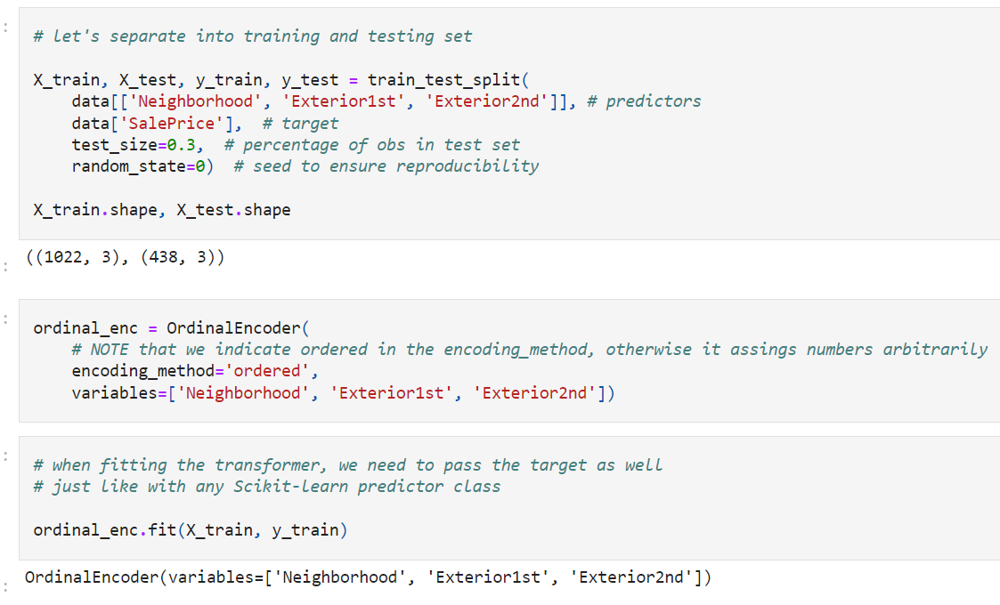 # let's separate into training and testing set
X_train, X_test, y_train, y_test = train_test_split(
data[['Neighborhood', 'Exterior1st', 'Exterior2nd']], # predictors
data['SalePrice'], # target
test_size=0.3, # percentage of obs in test set
random_state=0) # seed to ensure reproducibility
X_train.shape, X_test.shape
((1022, 3), (438, 3))
ordinal_enc = OrdinalEncoder(
# NOTE that we indicate ordered in the encoding_method, otherwise it assings numbers arbitrarily
encoding_method='ordered',
variables=['Neighborhood', 'Exterior1st', 'Exterior2nd'])
# when fitting the transformer, we need to pass the target as well
# just like with any Scikit-learn predictor class
ordinal_enc.fit(X_train, y_train)
OrdinalEncoder(variables=['Neighborhood', 'Exterior1st', 'Exterior2nd'])